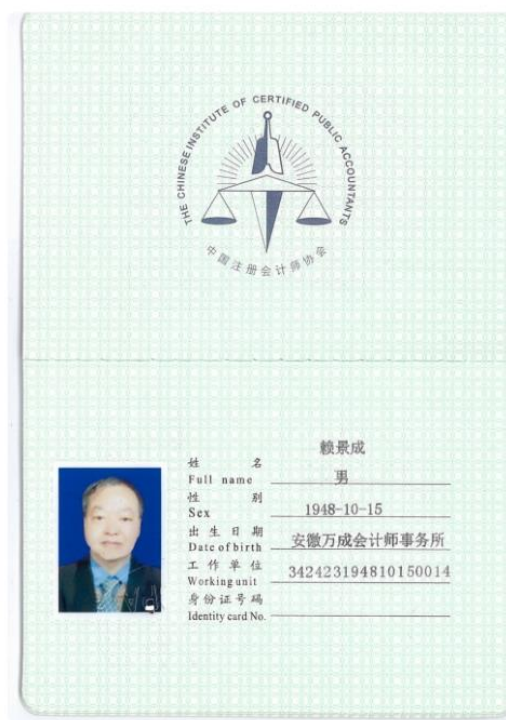 THE CHINESE INSTITUTE OF CERTIFIED PUBLIC ACCOUNTANTS
中国注册会计师协会
赖景成
姓 名
Full name
男
性 别
Sex
1948-10-15
出生日期
Date of birth
安徽万成会计师事务所
工作单位
Working unit
342423194810150014
身份证号码
Identity card No.